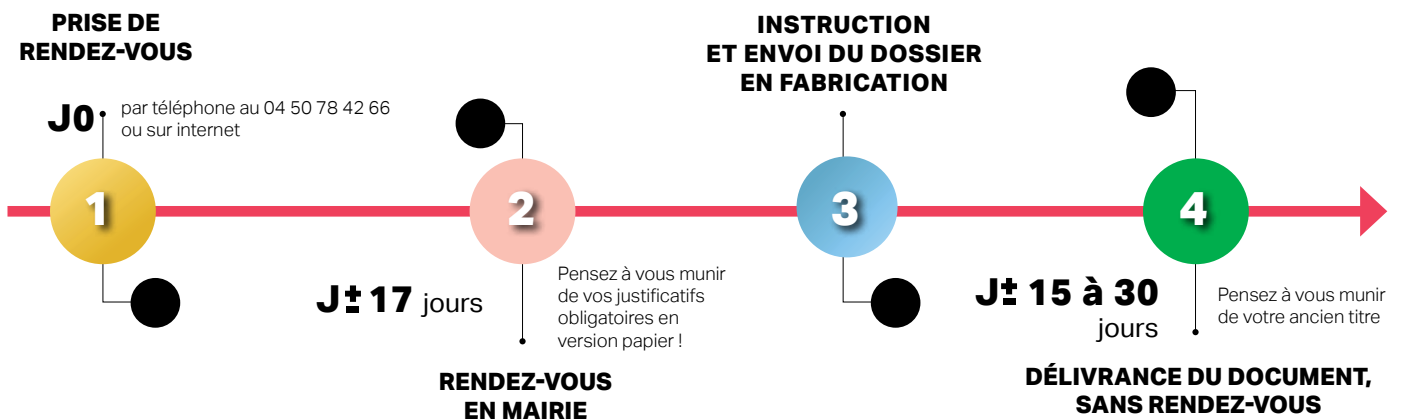 PRISE DE
RENDEZ-VOUS
J0
par téléphone au 04 50 78 42 66
ou sur internet
1
2
J± 17 jours
Pensez à vous munir
de vos justificatifs
obligatoires en
version papier !
RENDEZ-VOUS
EN MAIRIE
INSTRUCTION
ET ENVOI DU DOSSIER
EN FABRICATION
3
4
J± 15 à 30
jours
Pensez à vous munir
de votre ancien titre
DÉLIVRANCE DU DOCUMENT,
SANS RENDEZ-VOUS